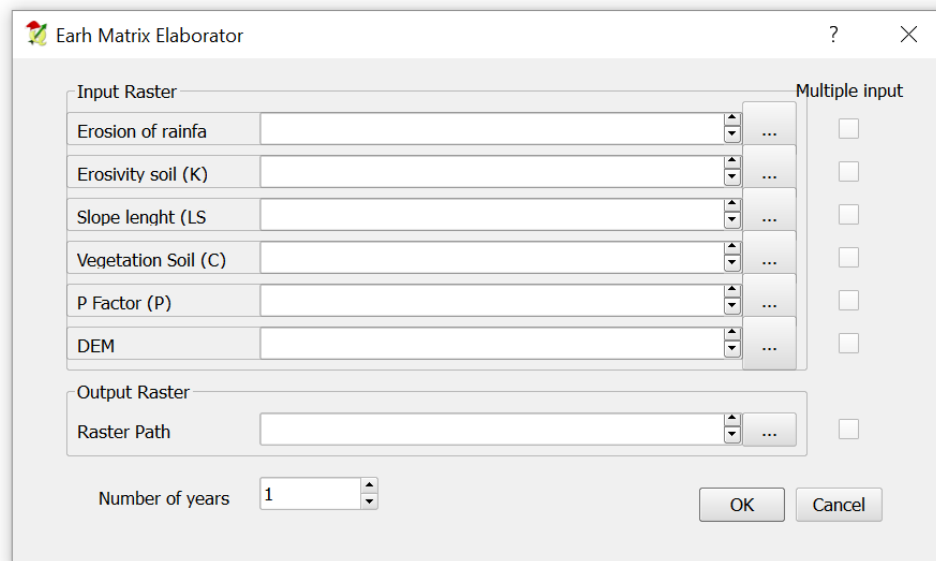 Earh Matrix Elaborator
?
Input Raster
Multiple input
Erosion of rainfa
...
Erosivity soil (K)
...
Slope lenght (LS
...
Vegetation Soil (C)
...
P Factor (P)
...
DEM
...
Output Raster
Raster Path
...
Number of years 1
OK Cancel